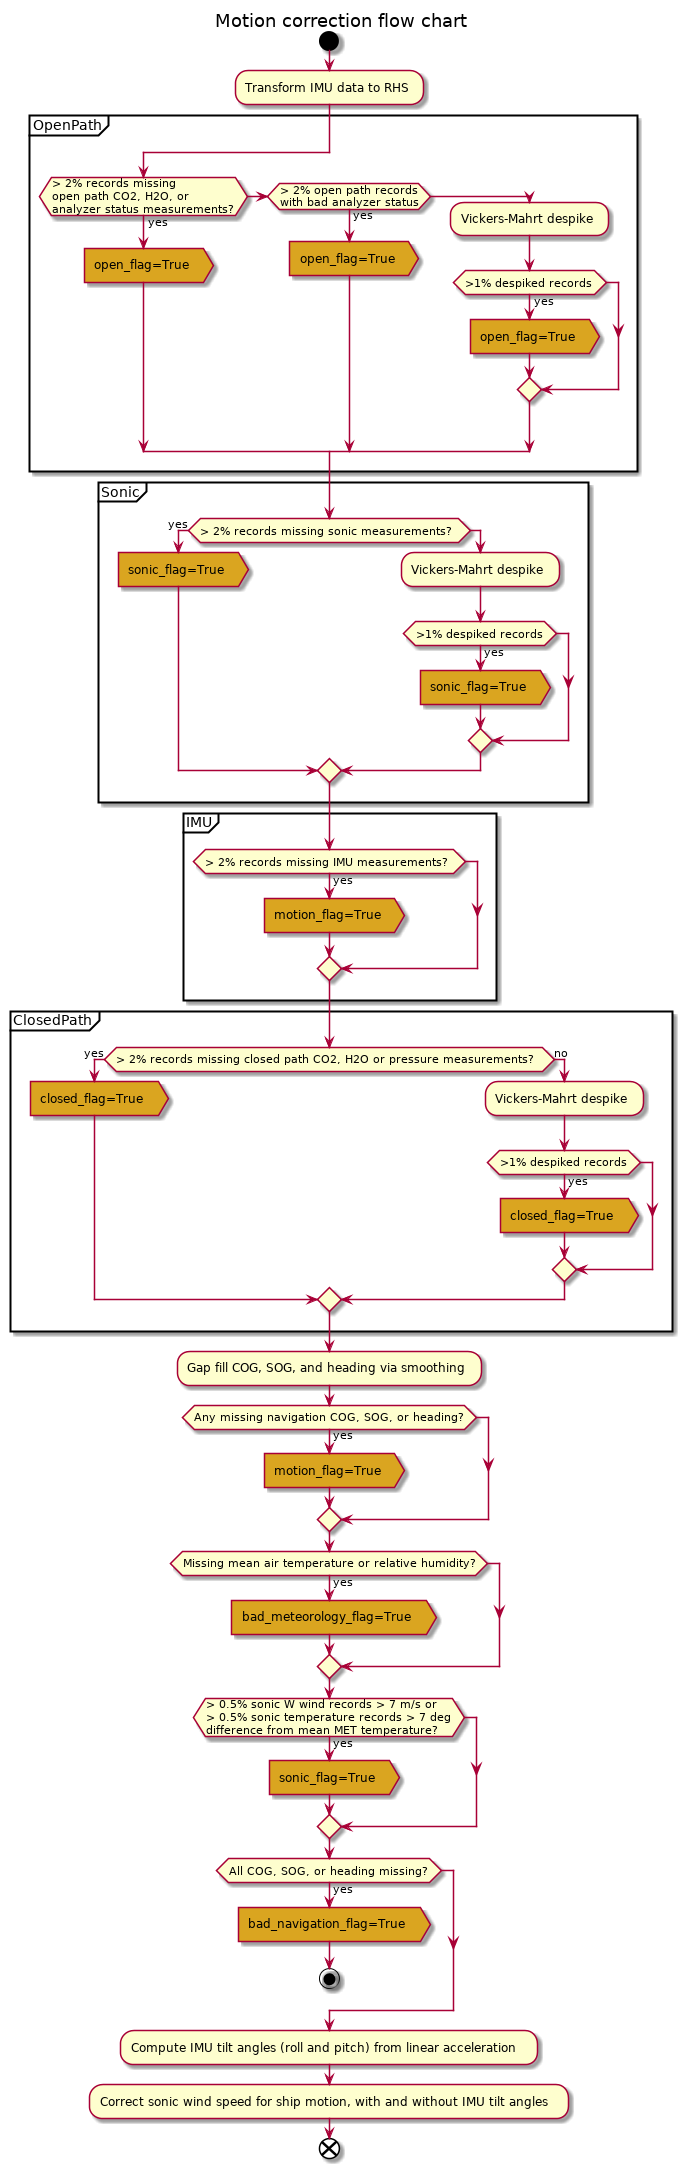 Motion correction flow chart
Transform IMU data to RHS
OpenPath
> 2% records missing
open path CO2, H2O, or
analyzer status measurements?
yes
open_flag=True
> 2% open path records
with bad analyzer status
yes
open_flag=True
Vickers-Mahrt despike
>1% despiked records
yes
open_flag=True
Sonic
> 2% records missing sonic measurements?
yes
sonic_flag=True
Vickers-Mahrt despike
>1% despiked records
yes
sonic_flag=True
IMU
> 2% records missing IMU measurements?
yes
motion_flag=True
ClosedPath
> 2% records missing closed path CO2, H2O or pressure measurements?
yes
closed_flag=True
no
Vickers-Mahrt despike
>1% despiked records
yes
closed_flag=True
Gap fill COG, SOG, and heading via smoothing
Any missing navigation COG, SOG, or heading?
yes
motion_flag=True
Missing mean air temperature or relative humidity?
yes
bad_meteorology_flag=True
> 0.5% sonic W wind records > 7 m/s or
> 0.5% sonic temperature records > 7 deg
difference from mean MET temperature?
yes
sonic_flag=True
All COG, SOG, or heading missing?
yes
bad_navigation_flag=True
Compute IMU tilt angles (roll and pitch) from linear acceleration
Correct sonic wind speed for ship motion, with and without IMU tilt angles